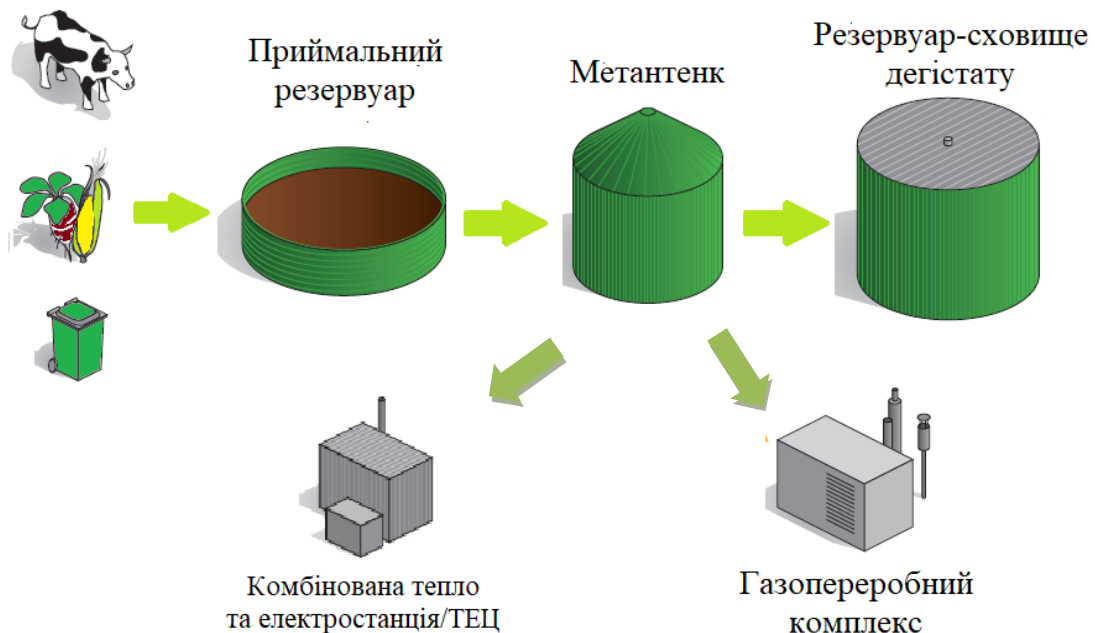 Приймальний
резервуар
Метантенк
Резервуар-сховище
дегістату
Комбінована тепло
та електростанція/ТЕЦ
Газопереробний
комплекс